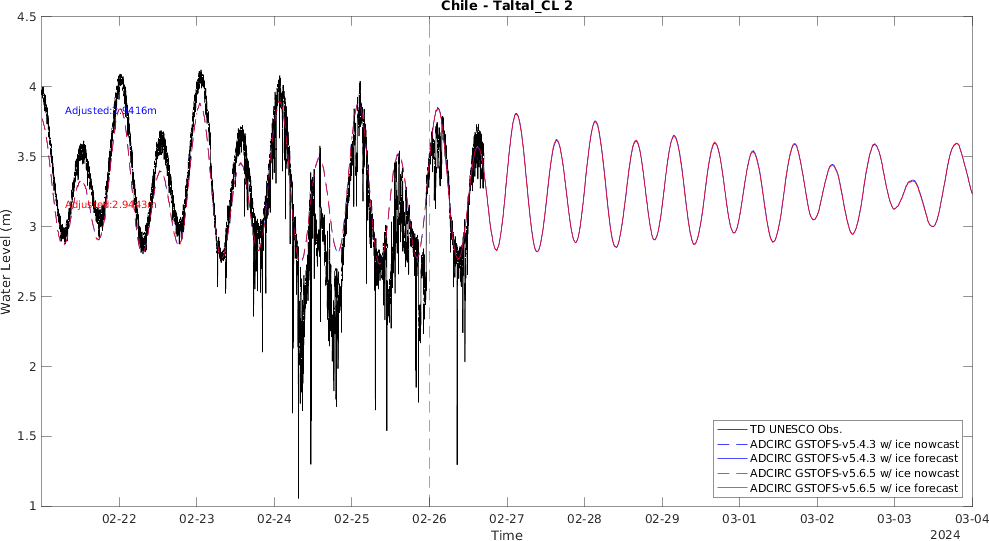 Chile - Taltal_CL 2
4.5
4
3.5
3
2.5
2
1.5
1
Water Level (m)
Adjusted:2.9443m
TD UNESCO Obs.
ADCIRC GSTOFS-v5.4.3 w/ ice nowcast
ADCIRC GSTOFS-v5.4.3 w/ ice forecast
ADCIRC GSTOFS-v5.6.5 w/ ice nowcast
ADCIRC GSTOFS-v5.6.5 w/ ice forecast
02-22 02-23 02-24 02-25 02-26 02-27 02-28 02-29 03-01 03-02 03-03 03-04
Time
2024